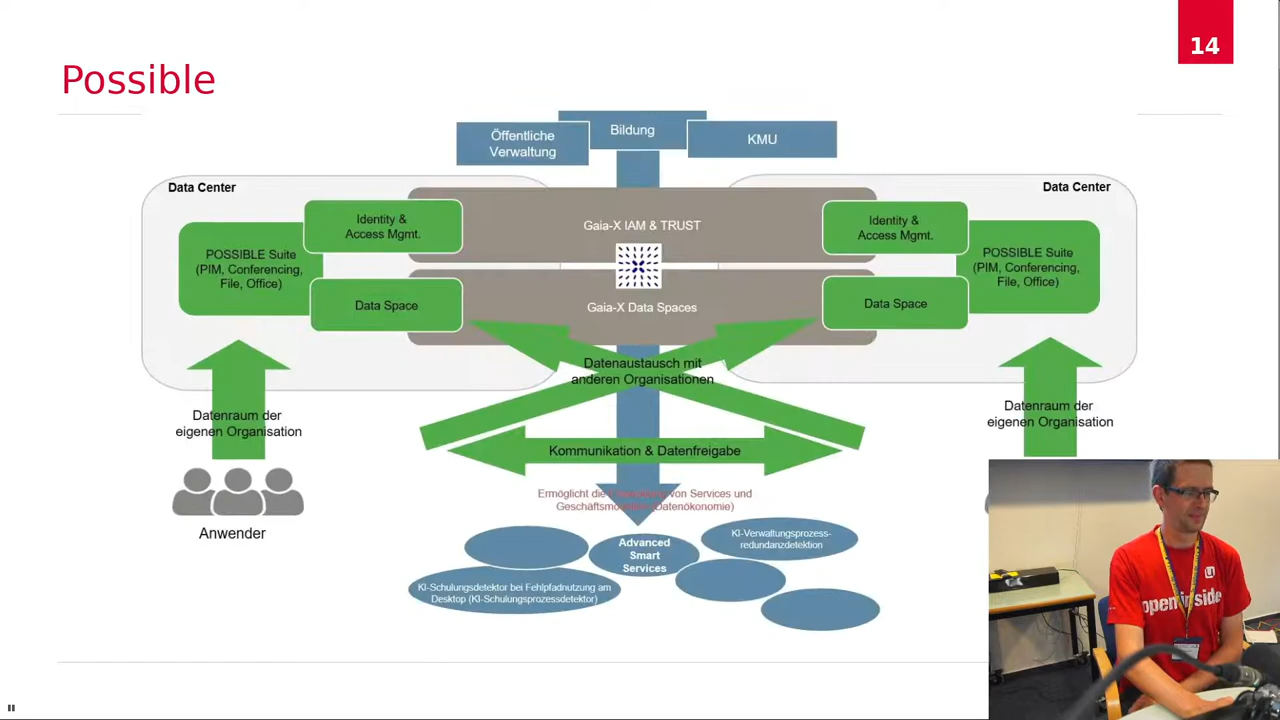 14
Possible
Öffentliche
Verwaltung
Bildung
KMU
Data Center
Data Center
Identity &
Access Mgmt.
POSSIBLE Suite
(PIM, Conferencing,
File, Office)
Data Space
Gaia-X IAM & TRUST
Gaia-X Data Spaces
Identity &
Access Mgmt.
POSSIBLE Suite
(PIM, Conferencing,
File, Office)
Data Space
Datenaustausch mit
anderen Organisationen
Datenraum der
eigenen Organisation
Datenraum der
eigenen Organisation
Kommunikation & Datenfreigabe
Anwender
Ermöglicht die von Services und
(Datenökonomie)
Advanced
Smart
Services
KI-Verwaltungsprozess-
redundanzdetektion
KI-Schulungsdetektor bei Fehlpfadnutzung am
Desktop (KI-Schulungsprozessdetektor)
open inside